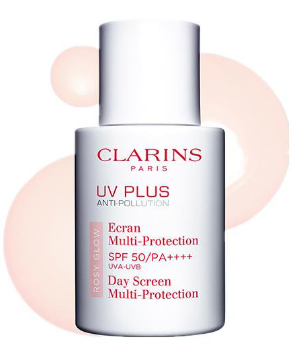 CLARINS
PARIS
UV PLUS
ANTI-POLLUTION
ROSY GLOW
Ecran
Multi-Protection
SPF 50/PA++++
UVA-UVB
Day Screen
Multi-Protection